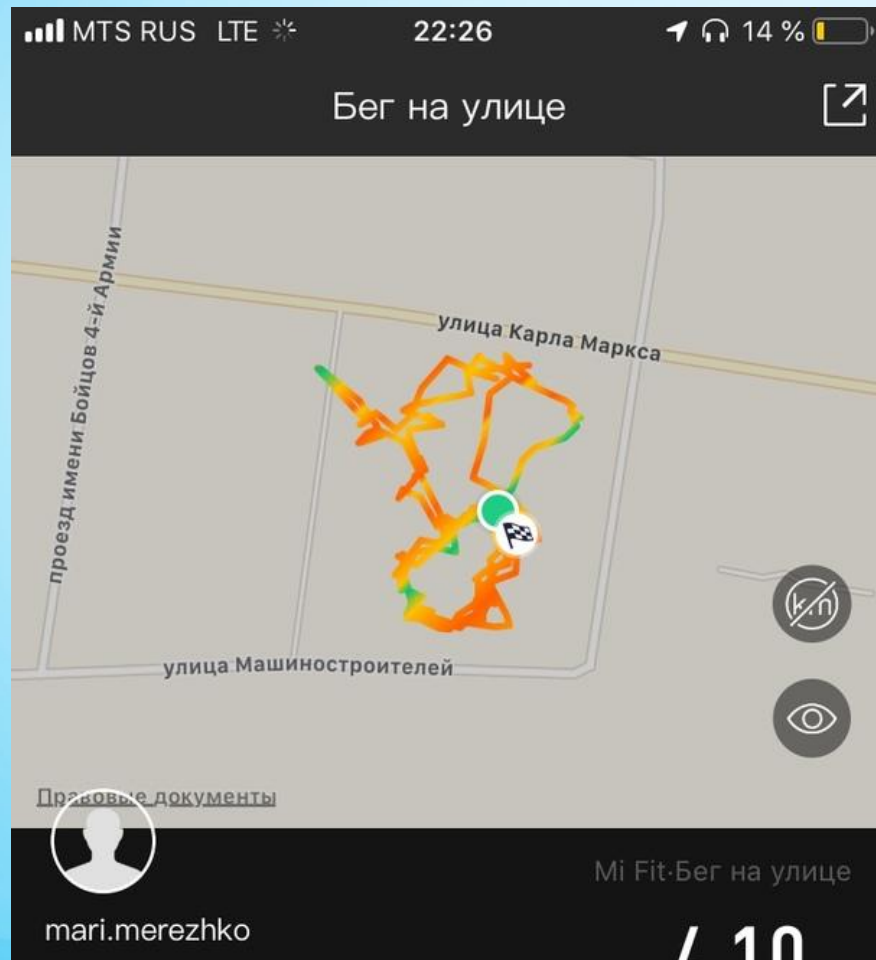 MTS RUS LTE 22:26 14 %
Бег на улице
проезд имени Бойцов 4-й Армии
улица Карла Маркса
k.n
улица Машиностроителей
Правовые документы
Mi Fit·Бег на улице
mari.merezhko